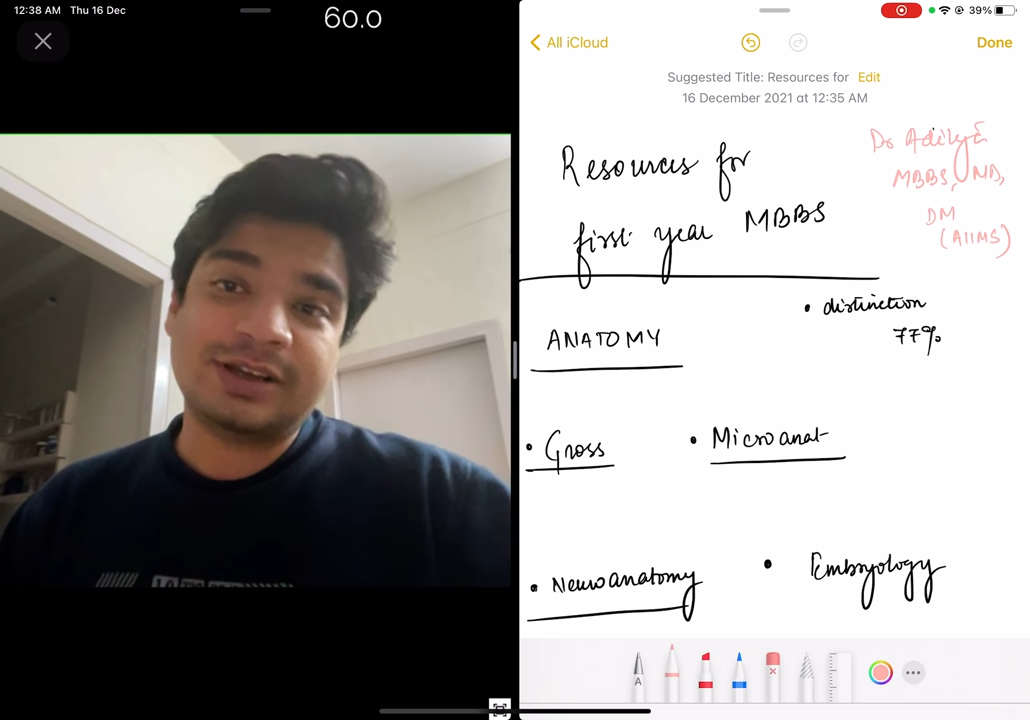 12:38 AM Thu 16 Dec
60.0
39%
All iCloud
Done
Suggested Title: Resources for Edit
16 December 2021 at 12:35 AM
Resources for
first year MBBS
MBBS, MD,
DM
(AIIMS)
• distinction
77%
ANATOMY
• Gross
• Microanat
• Neuroanatomy
• Embryology
A